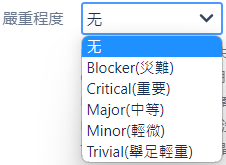 嚴重程度 无
无
Blocker(災難)
Critical(重要)
Major(中等)
Minor(輕微)
Trivial(舉足輕重)